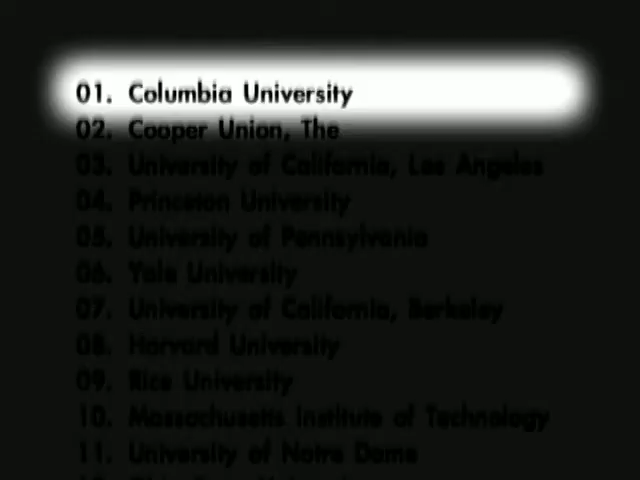 01. Columbia University
02. Cooper Union, The
03. University of California, Los Angeles
04. Princeton University
05. University of Pennsylvania
06. Yale University
07. University of California, Berkeley
08. Harvard University
09. Rice University
10. Massachusetts Institute of Technology
11. University of Notre Dame